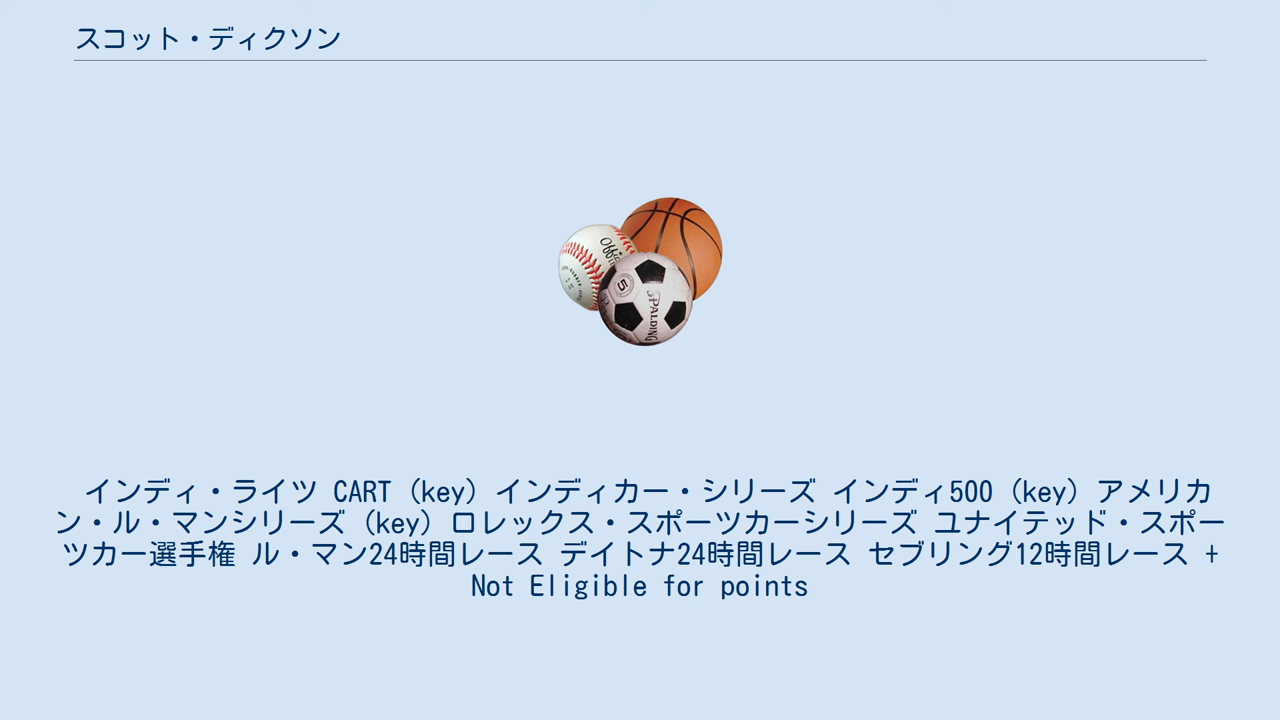 スコット・ディクソン
Offi
5
SPALDING
インディ・ライツ CART (key) インディカー・シリーズ インディ500 (key) アメリカ
ン・ル・マンシリーズ (key) ロレックス・スポーツカーシリーズ ユナイテッド・スポー
ツカー選手権 ル・マン24時間レース デイトナ24時間レース セブリング12時間レース +
Not Eligible for points